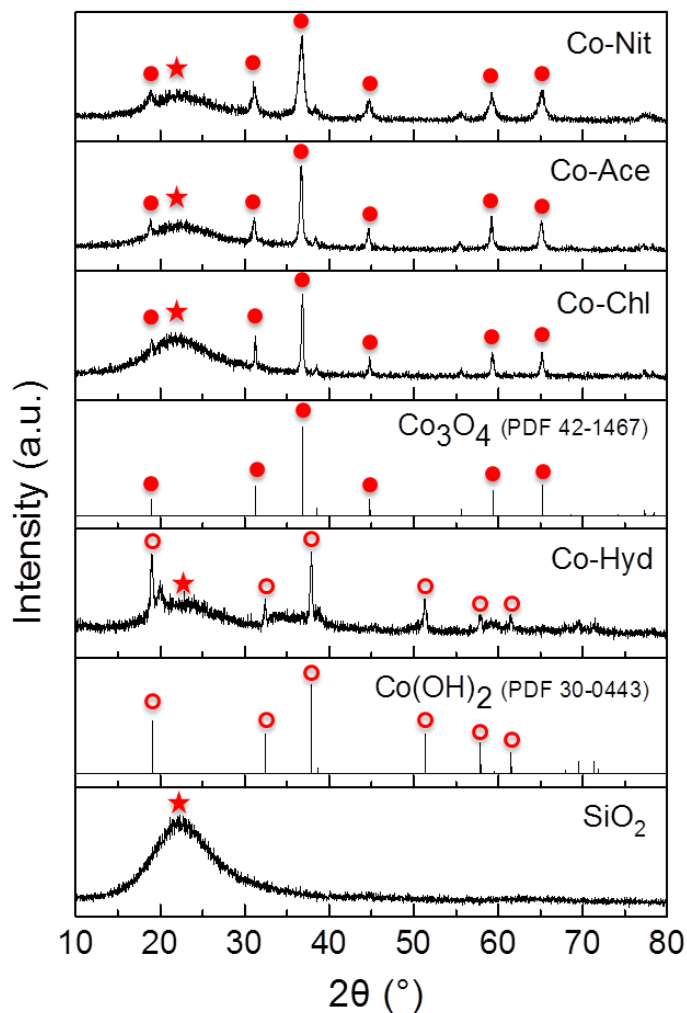 Co-Nit
Co-Ace
Co-Chl
Co₃O₄ (PDF 42-1467)
Co-Hyd
Co(OH)₂ (PDF 30-0443)
SiO₂
Intensity (a.u.)
10 20 30 40 50 60 70 80
2θ (°)